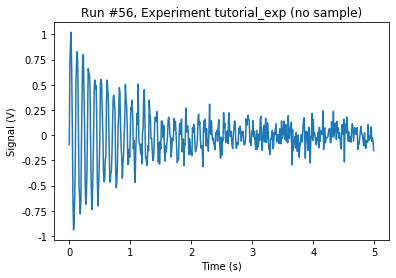 Run #56, Experiment tutorial_exp (no sample)
Signal (V)
1
0.75
0.5
0.25
0
-0.25
-0.5
-0.75
-1
0 1 2 3 4 5
Time (s)